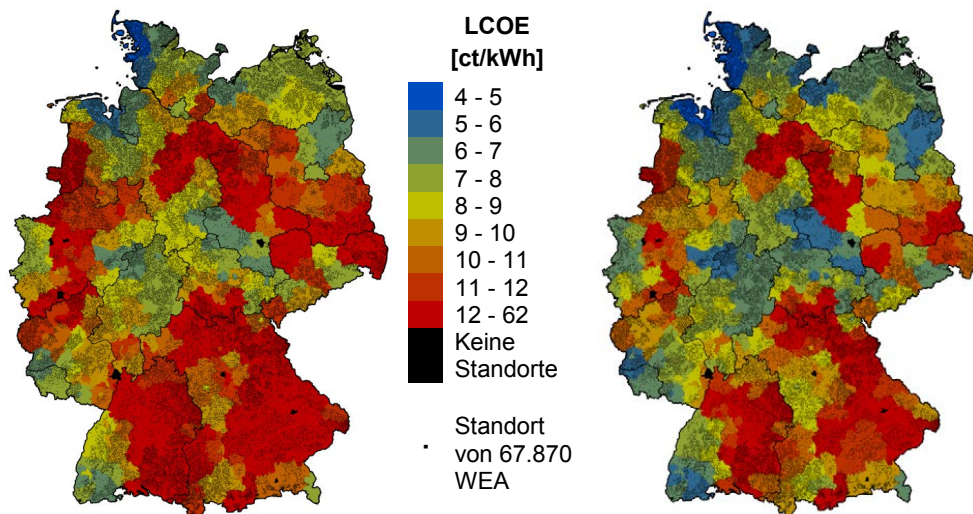 LCOE
[ct/kWh]
4 - 5
5 - 6
6 - 7
7 - 8
8 - 9
9 - 10
10 - 11
11 - 12
12 - 62
Keine
Standorte
Standort
von 67.870
WEA